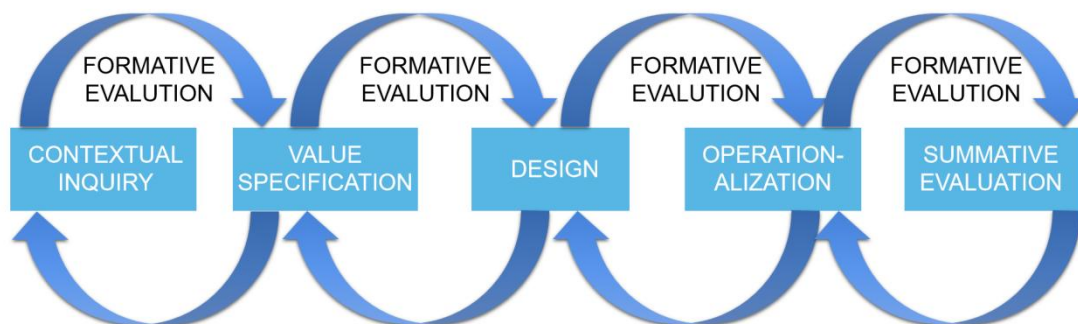 FORMATIVE
EVALUTION
FORMATIVE
EVALUTION
FORMATIVE
EVALUTION
FORMATIVE
EVALUTION
CONTEXTUAL
INQUIRY
VALUE
SPECIFICATION
DESIGN
OPERATION-
ALIZATION
SUMMATIVE
EVALUATION